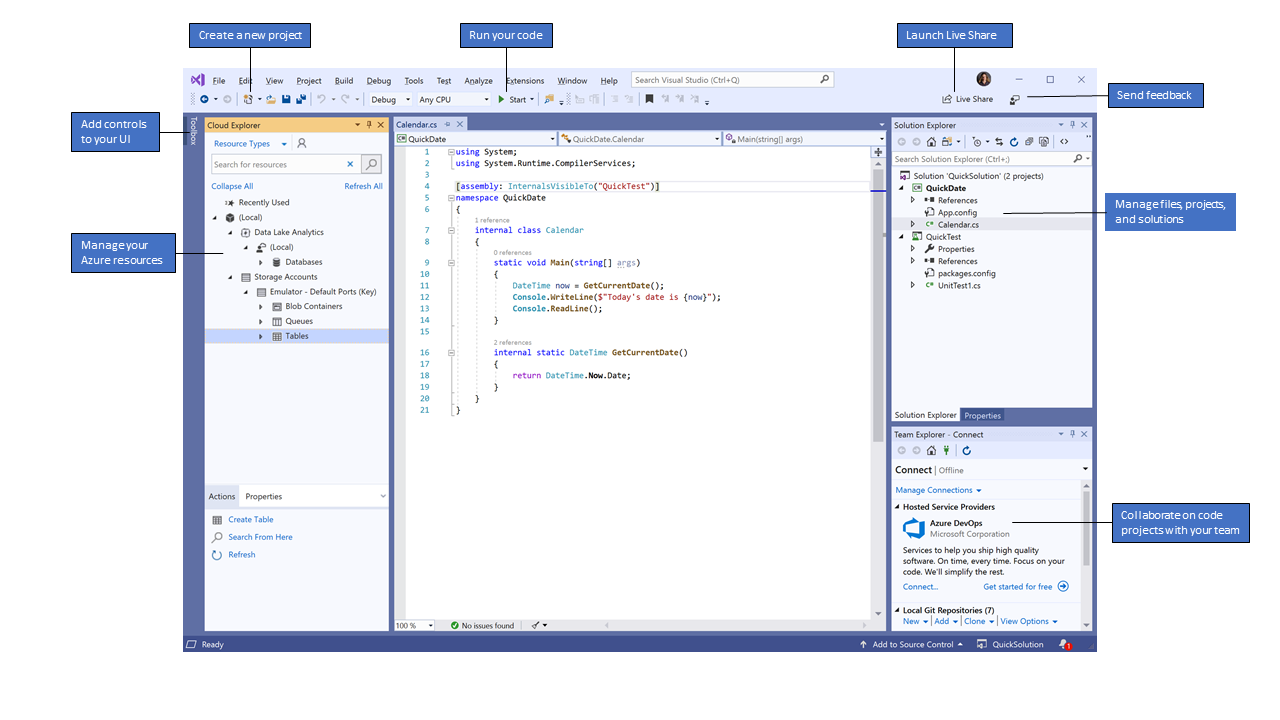 Create a new project
Run your code
Launch Live Share
Send feedback
Add controls
to your UI
Manage your
Azure resources
Manage files, projects,
and solutions
Collaborate on code
projects with your team
File Edit View Project Build Debug Tools Test Analyze Extensions Window Help Search Visual Studio (Ctrl+Q)
Debug Any CPU Start Live Share
Toolbox
Cloud Explorer
Resource Types
Search for resources
Collapse All Refresh All
Recently Used
(Local)
Data Lake Analytics
(Local)
Databases
Storage Accounts
Emulator - Default Ports (Key)
Blob Containers
Queues
Tables
Actions Properties
Create Table
Search From Here
Refresh
Calendar.cs
QuickDate QuickDate.Calendar Main(string[] args)
1 using System;
2 using System.Runtime.CompilerServices;
3
4 [assembly: InternalsVisibleTo("QuickTest")]
5 namespace QuickDate
6 {
1 reference
7 internal class Calendar
8 {
0 references
9 static void Main(string[] args)
10 {
11 DateTime now = GetCurrentDate();
12 Console.WriteLine($"Today's date is {now}");
13 Console.ReadLine();
14 }
15
2 references
16 internal static DateTime GetCurrentDate()
17 {
18 return DateTime.Now.Date;
19 }
20 }
21 }
100 % No issues found
Solution Explorer
Search Solution Explorer (Ctrl+;)
Solution 'QuickSolution' (2 projects)
QuickDate
References
App.config
Calendar.cs
QuickTest
Properties
References
packages.config
UnitTest1.cs
Solution Explorer Properties
Team Explorer - Connect
Connect | Offline
Manage Connections
Hosted Service Providers
Azure DevOps
Microsoft Corporation
Services to help you ship high quality
software. On time, every time. Focus on your
code. We'll simplify the rest.
Connect... Get started for free
Local Git Repositories (7)
New Add Clone View Options
Ready Add to Source Control QuickSolution 1